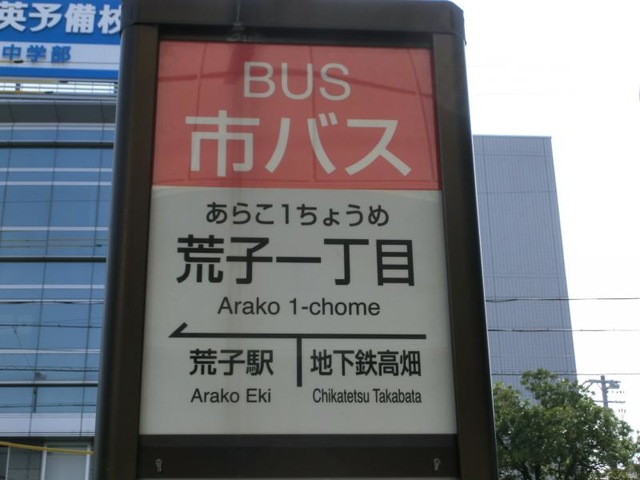 英予備校
中学部
BUS
市バス
あらこ1ちょうめ
荒子一丁目
Arako 1-chome
荒子駅 地下鉄高畑
Arako Eki Chikatetsu Takabata